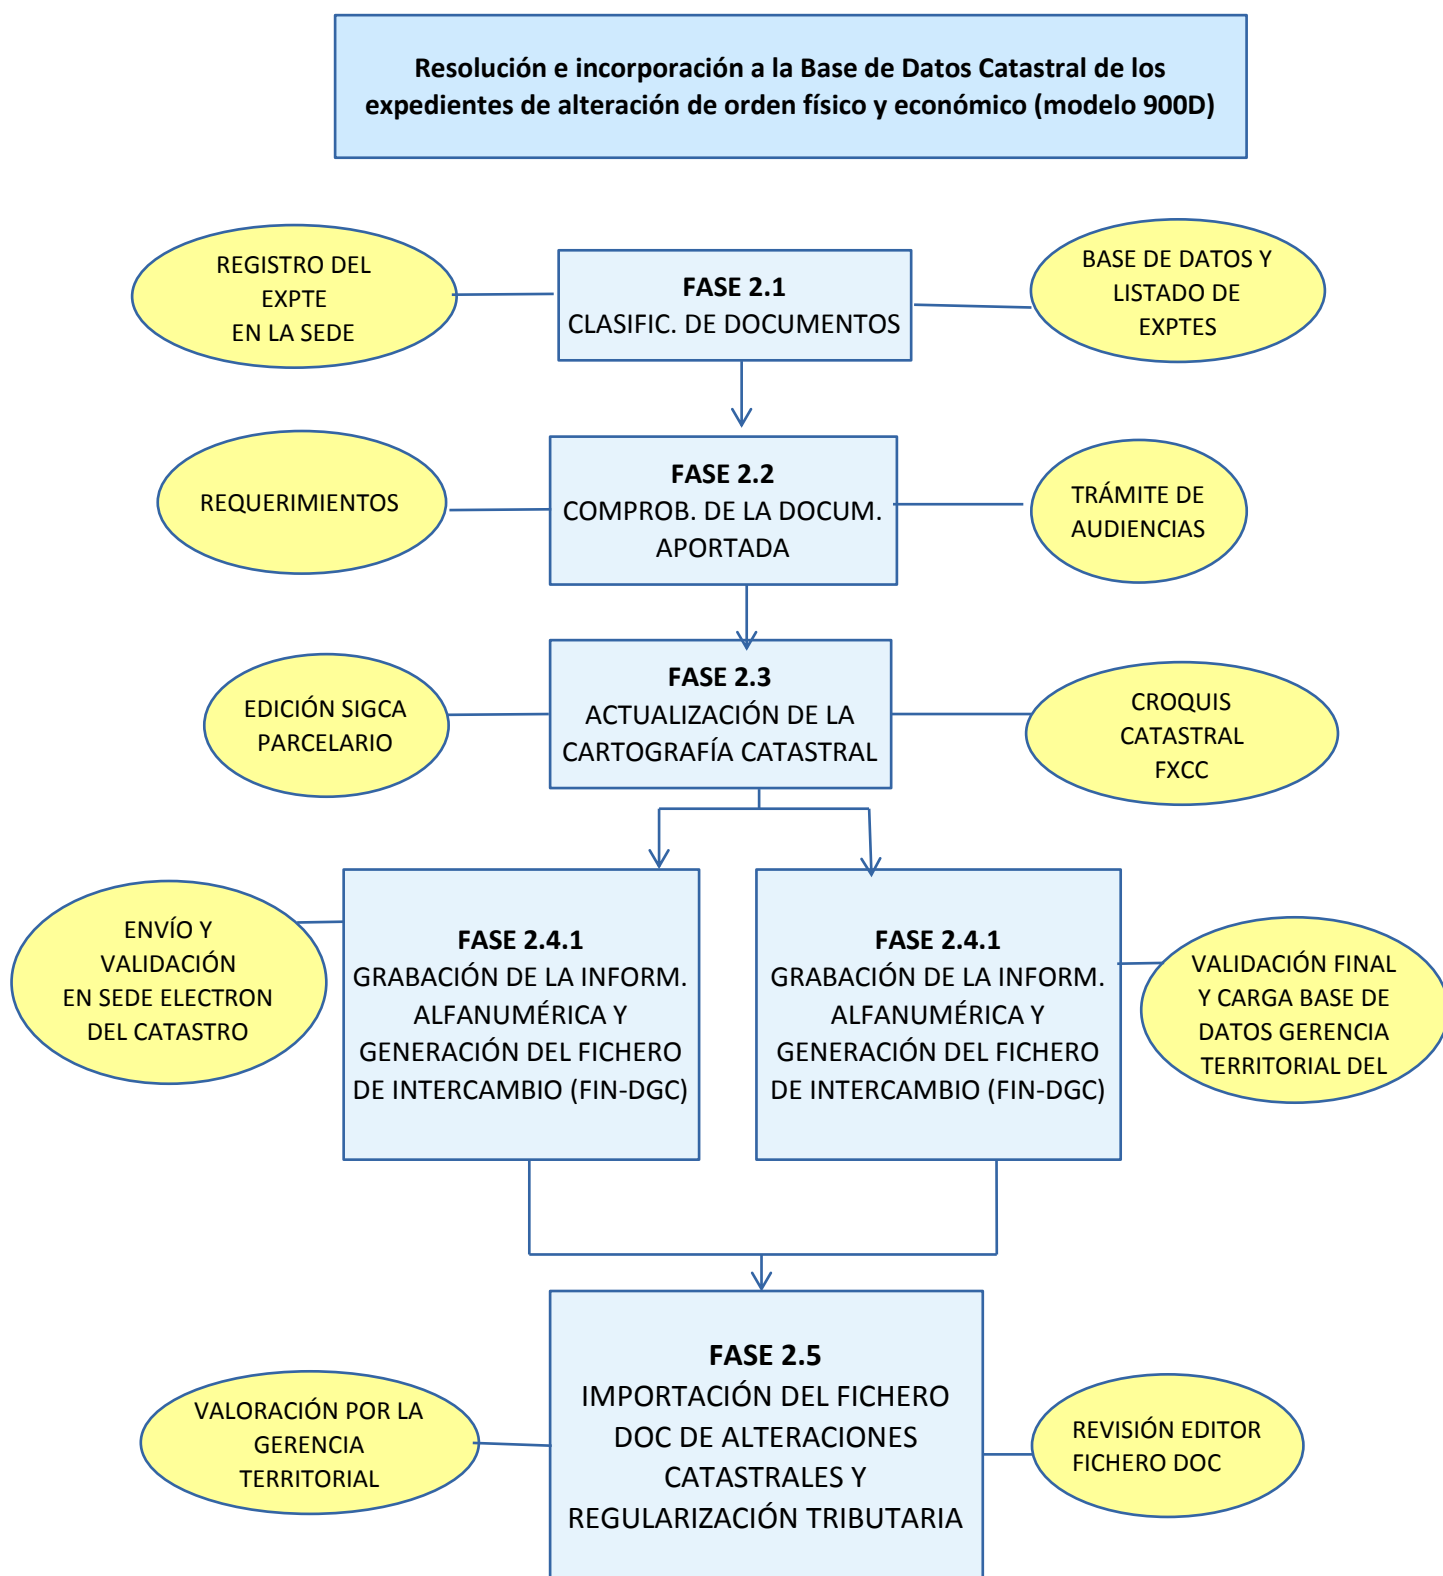 Resolución e incorporación a la Base de Datos Catastral de los
expedientes de alteración de orden físico y económico (modelo 900D)
REGISTRO DEL
EXPTE
EN LA SEDE
FASE 2.1
CLASIFIC. DE DOCUMENTOS
BASE DE DATOS Y
LISTADO DE
EXPTES
REQUERIMIENTOS
FASE 2.2
COMPROB. DE LA DOCUM.
APORTADA
TRÁMITE DE
AUDIENCIAS
EDICIÓN SIGCA
PARCELARIO
FASE 2.3
ACTUALIZACIÓN DE LA
CARTOGRAFÍA CATASTRAL
CROQUIS
CATASTRAL
FXCC
ENVÍO Y
VALIDACIÓN
EN SEDE ELECTRON
DEL CATASTRO
FASE 2.4.1
GRABACIÓN DE LA INFORM.
ALFANUMÉRICA Y
GENERACIÓN DEL FICHERO
DE INTERCAMBIO (FIN-DGC)
FASE 2.4.1
GRABACIÓN DE LA INFORM.
ALFANUMÉRICA Y
GENERACIÓN DEL FICHERO
DE INTERCAMBIO (FIN-DGC)
VALIDACIÓN FINAL
Y CARGA BASE DE
DATOS GERENCIA
TERRITORIAL DEL
VALORACIÓN POR LA
GERENCIA
TERRITORIAL
FASE 2.5
IMPORTACIÓN DEL FICHERO
DOC DE ALTERACIONES
CATASTRALES Y
REGULARIZACIÓN TRIBUTARIA
REVISIÓN EDITOR
FICHERO DOC